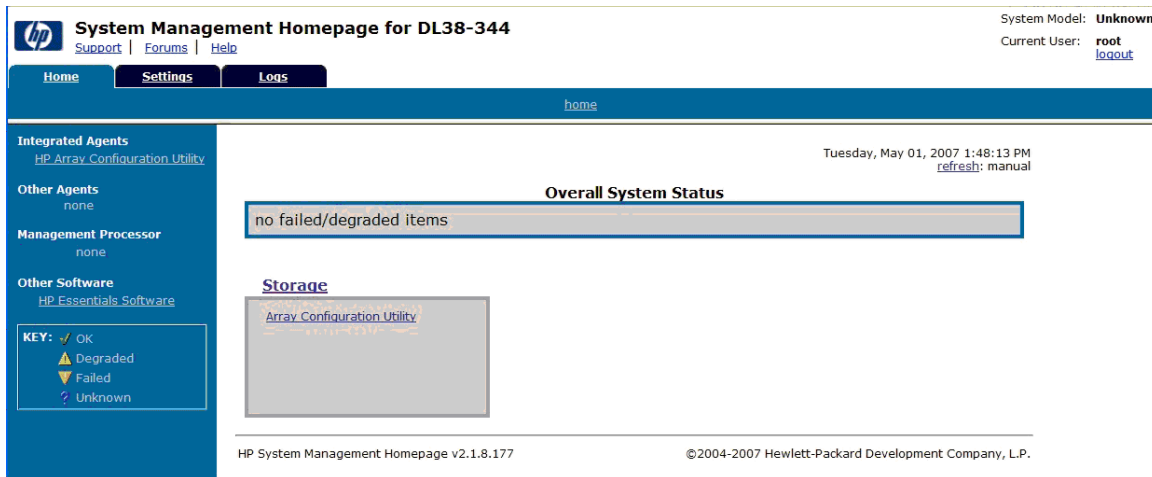 hp
System Management Homepage for DL38-344
Support | Forums | Help
System Model: Unknown
Current User: root
logout
Home Settings Logs
home
Integrated Agents
HP Array Configuration Utility
Other Agents
none
Management Processor
none
Other Software
HP Essentials Software
KEY: OK
Degraded
Failed
? Unknown
Tuesday, May 01, 2007 1:48:13 PM
refresh: manual
Overall System Status
no failed/degraded items
Storage
Array Configuration Utility
HP System Management Homepage v2.1.8.177
©2004-2007 Hewlett-Packard Development Company, L.P.